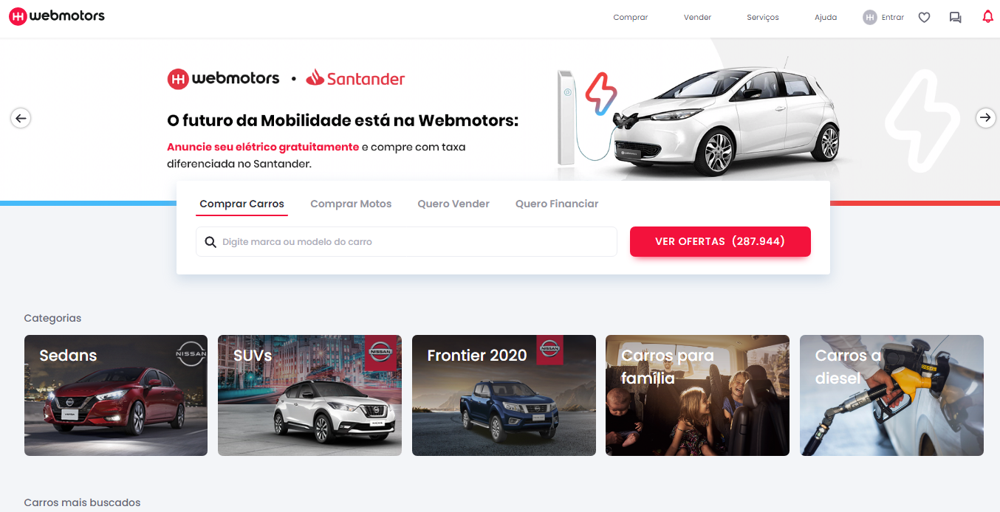 webmotors
Comprar
Vender
Serviços
Ajuda
Entrar
webmotors • Santander
O futuro da Mobilidade está na Webmotors:
Anuncie seu elétrico gratuitamente e compre com taxa
diferenciada no Santander.
Comprar Carros
Comprar Motos
Quero Vender
Quero Financiar
Digite marca ou modelo do carro
VER OFERTAS (287.944)
Categorias
Sedans
NISSAN
SUVs
NISSAN
Frontier 2020
NISSAN
Carros para
família
Carros a
diesel
Carros mais buscados